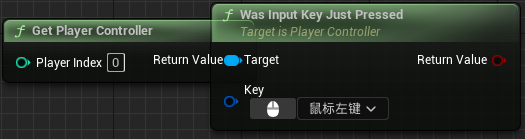 Get Player Controller
Player Index 0
Return Value
Was Input Key Just Pressed
Target is Player Controller
Target
Return Value
Key
鼠标左键